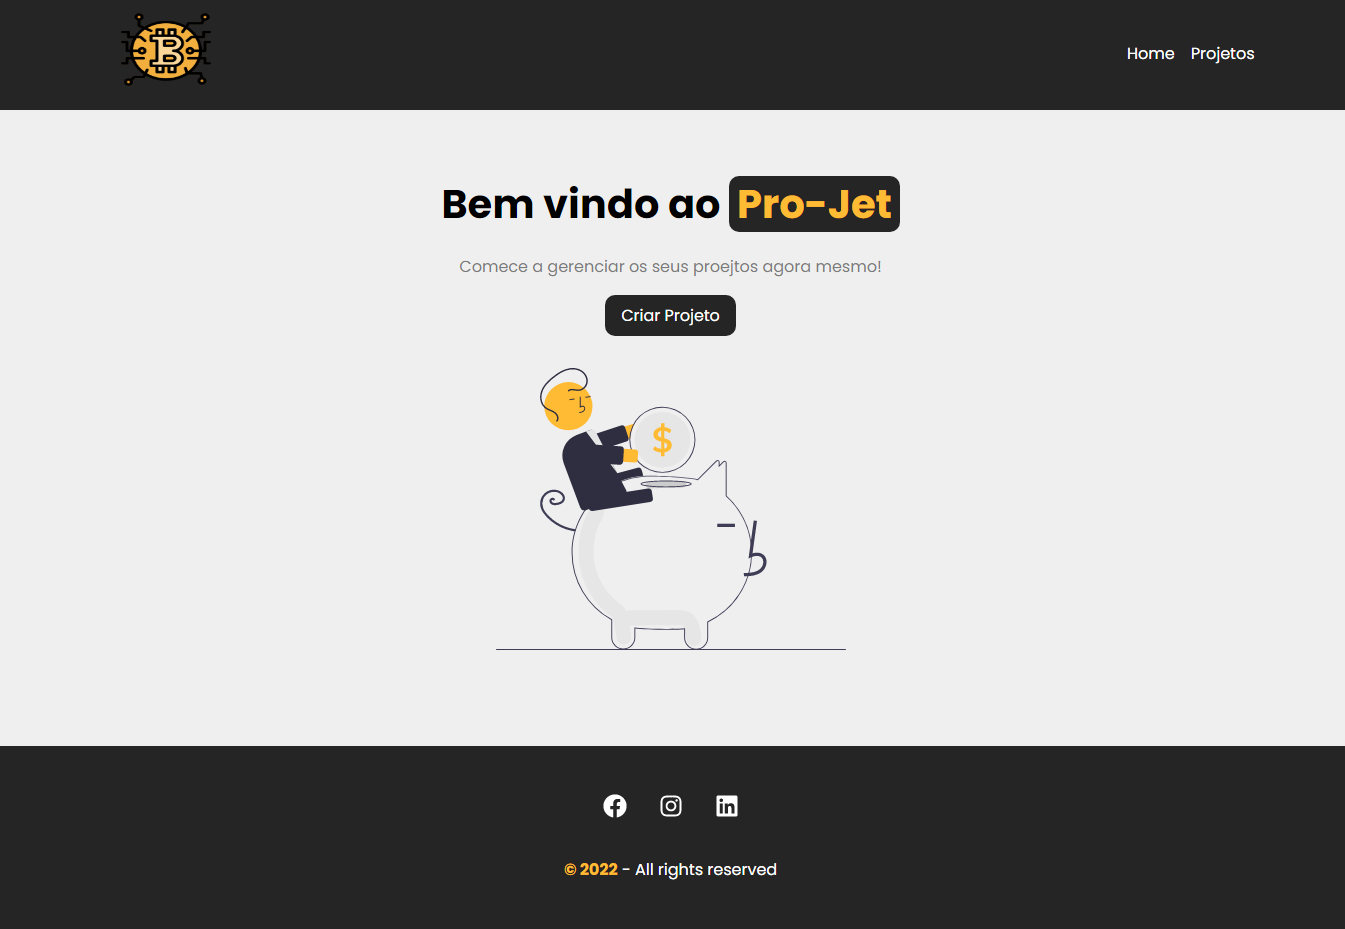 Home Projetos
Bem vindo ao Pro-Jet
Comece a gerenciar os seus proejtos agora mesmo!
Criar Projeto
$
© 2022 - All rights reserved